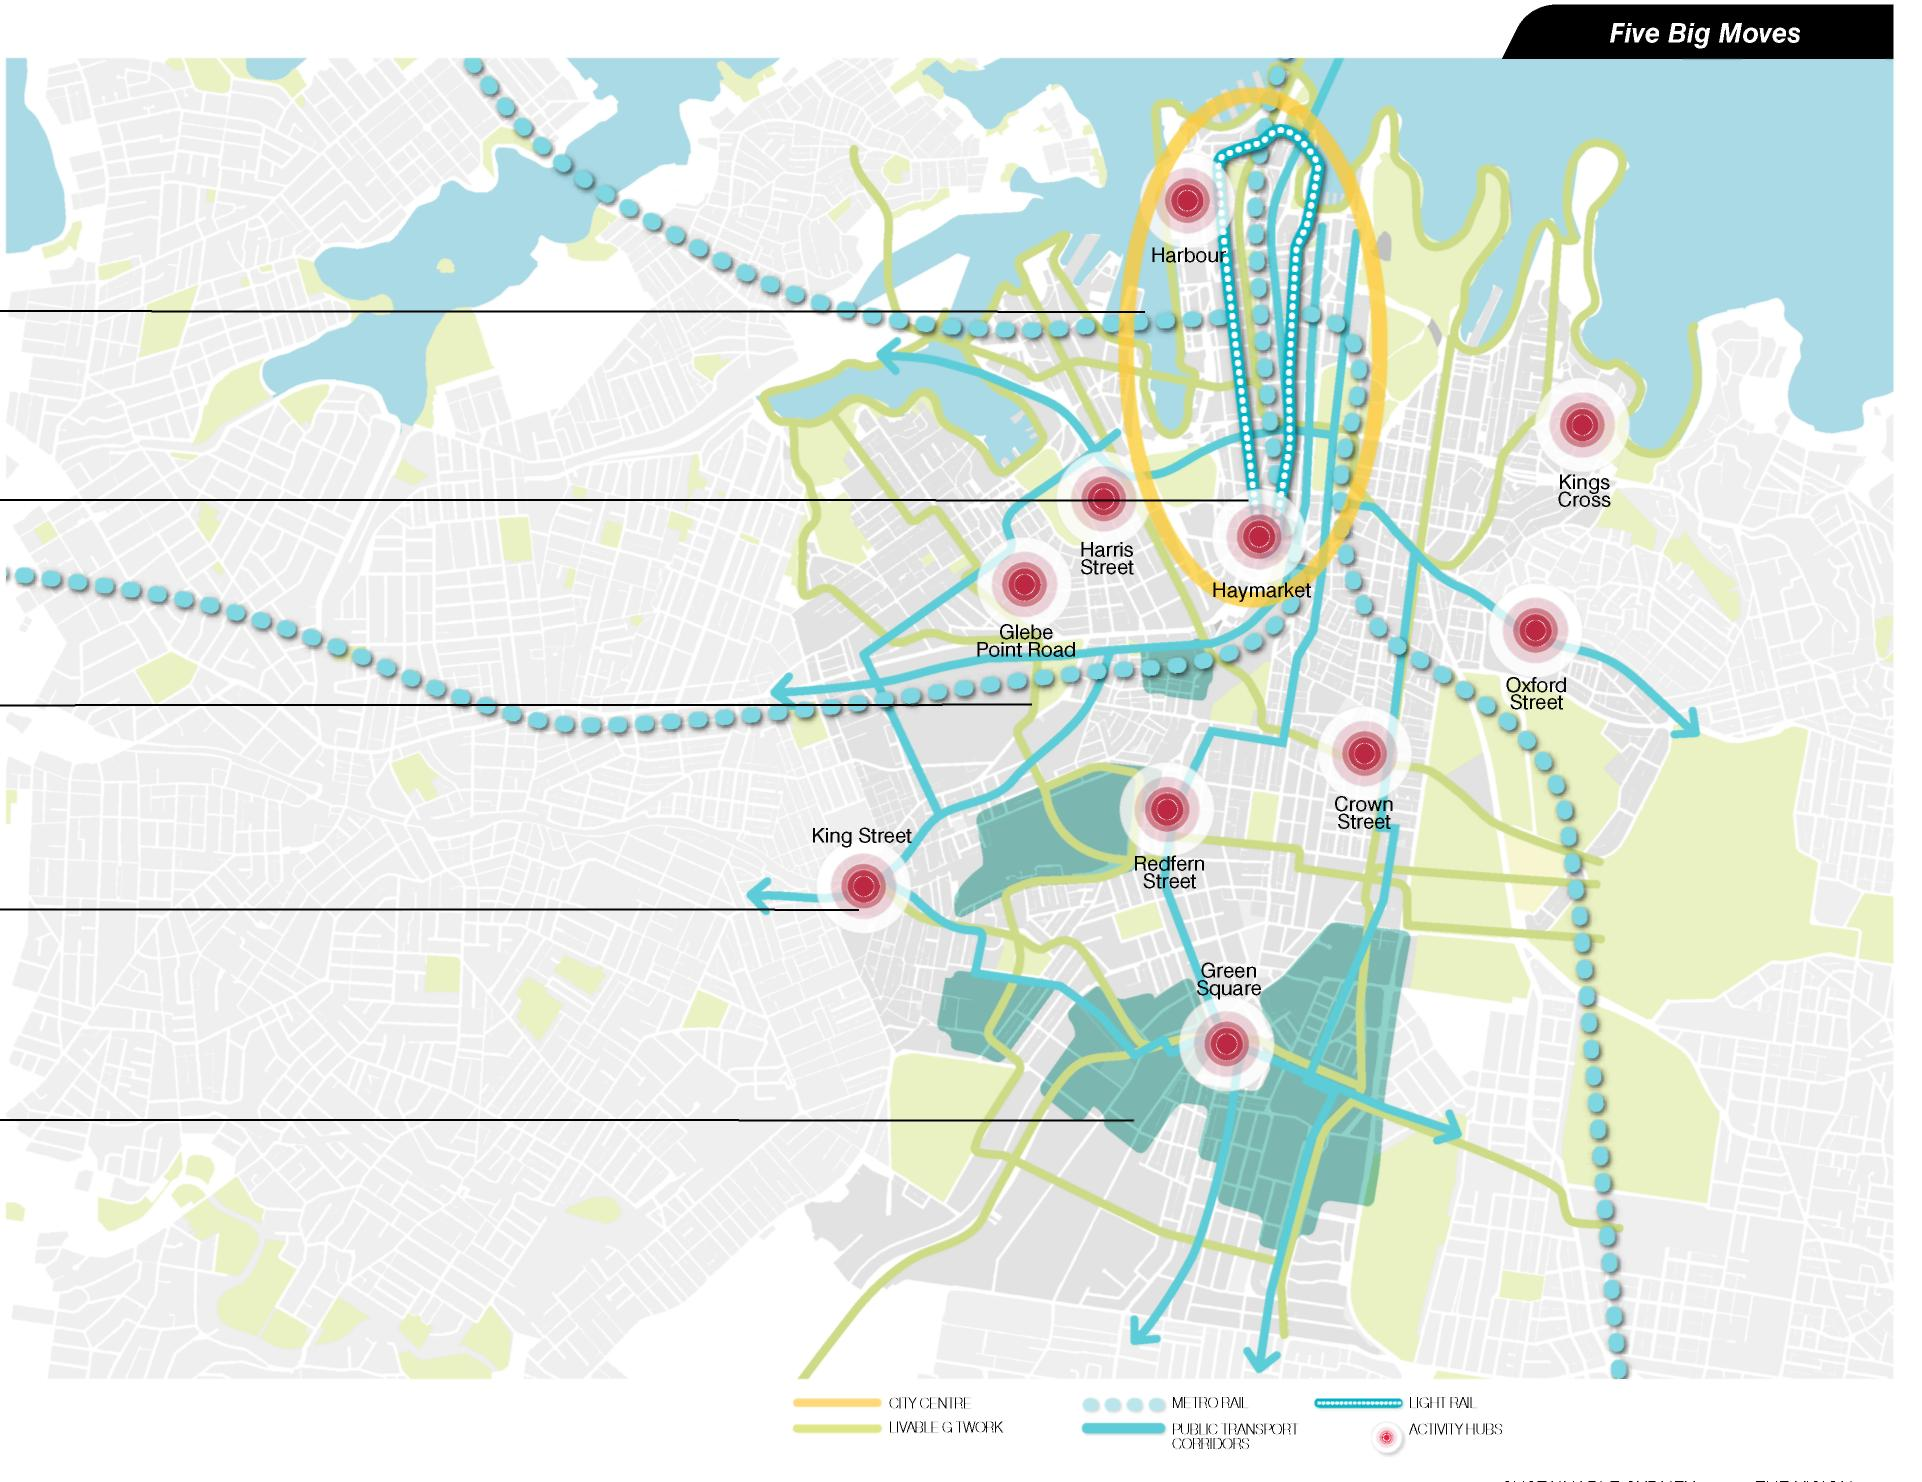 Five Big Moves
Harbour
Kings
Cross
Harris
Street
Haymarket
Glebe
Point Road
Oxford
Street
Crown
Street
King Street
Redfern
Street
Green
Square
CITY CENTRE
METRO RAIL
LIGHT RAIL
LIVABLE G TWORK
PUBLIC TRANSPORT
CORRIDORS
ACTIVITY HUBS